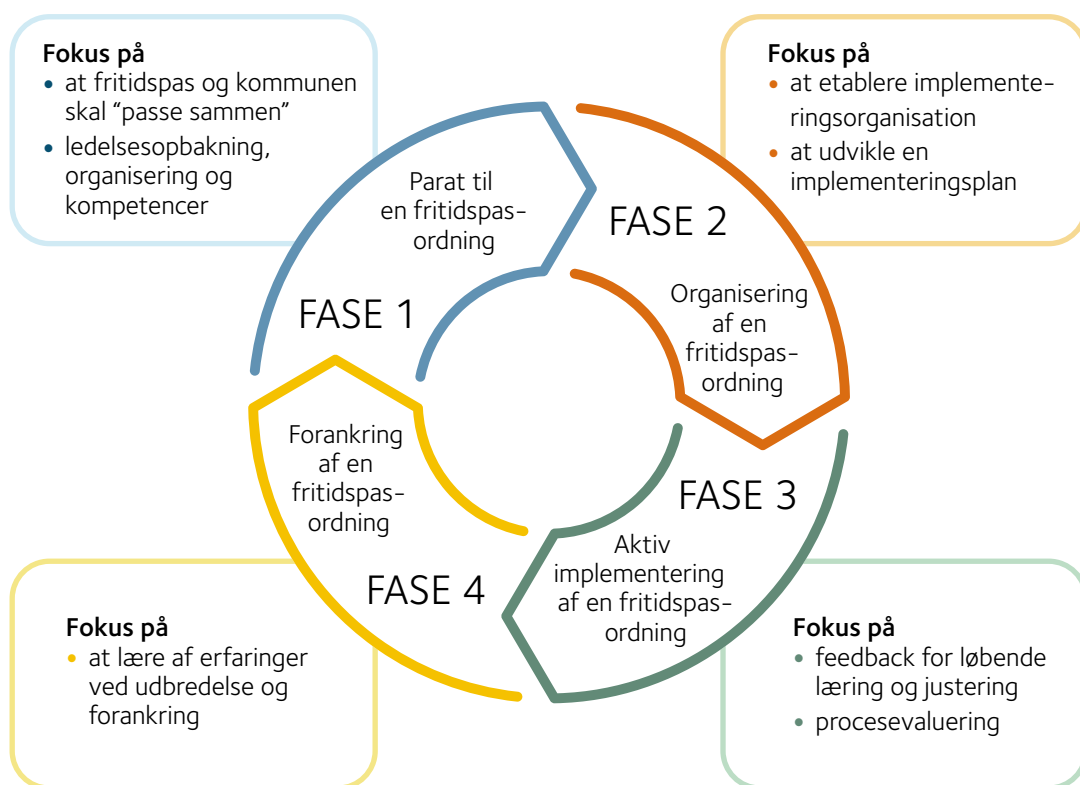 Fokus på
• at fritidspas og kommunen
skal “passe sammen”
• ledelsesopbakning,
organisering og
kompetencer
Fokus på
• at etablere implemente-
ringsorganisation
• at udvikle en
implementeringsplan
Parat til
en fritidspas-
ordning
FASE 1
FASE 2
Organisering
af en
fritidspas-
ordning
FASE 3
Aktiv
implementering
af en fritidspas-
ordning
Forankring
af en
fritidspas-
ordning
FASE 4
Fokus på
• at lære af erfaringer
ved udbredelse og
forankring
Fokus på
• feedback for løbende
læring og justering
• procesevaluering